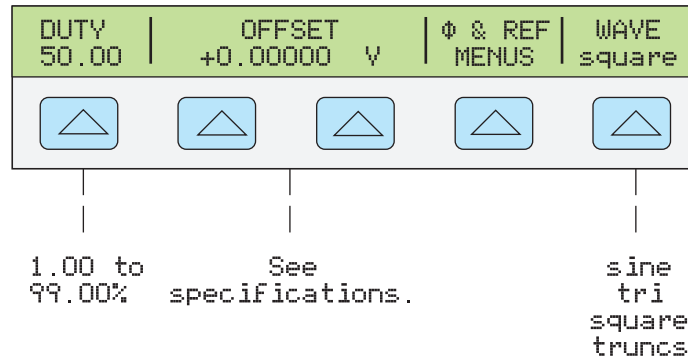 DUTY OFFSET Φ & REF WAVE
50.00 +0.00000 V MENUS square
1.00 to
99.00%
See
specifications.
sine
tri
square
truncs